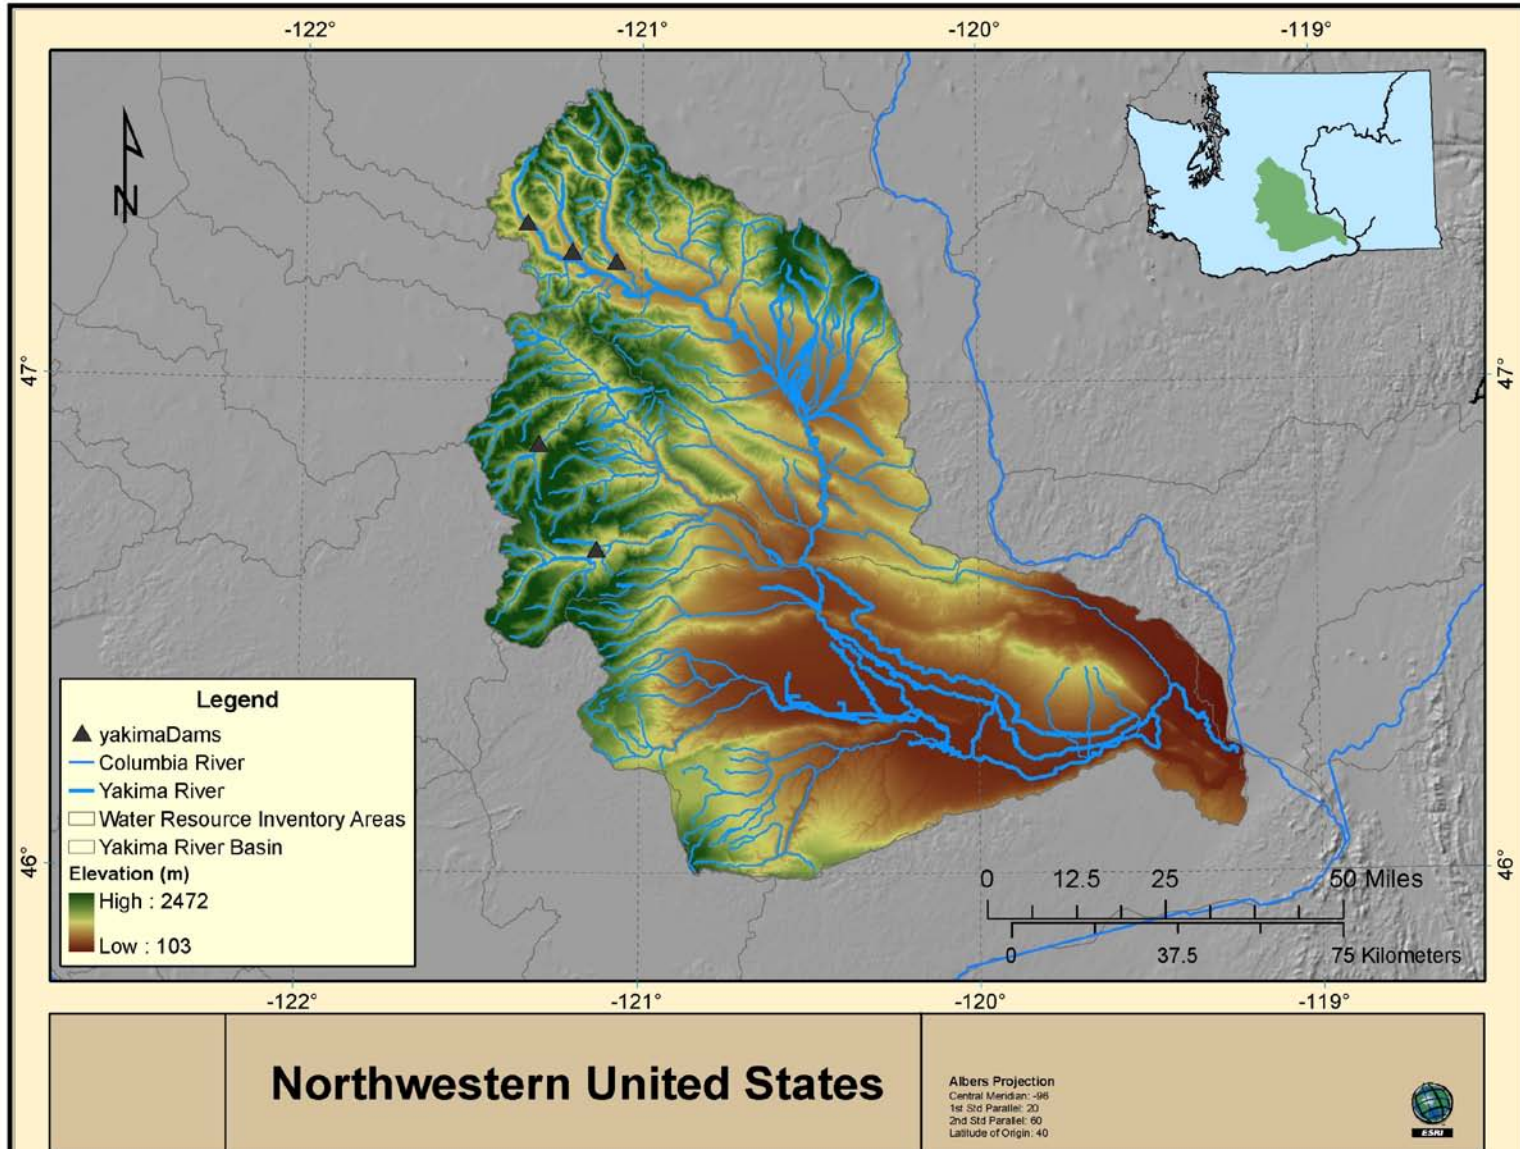 -122°
-121°
-120°
-119°
N
47°
47°
Legend
yakimaDams
Columbia River
Yakima River
Water Resource Inventory Areas
Yakima River Basin
Elevation (m)
High : 2472
Low : 103
46°
46°
0 12.5 25 50 Miles
0 37.5 75 Kilometers
-122°
-121°
-120°
-119°
Northwestern United States
Albers Projection
Central Meridian: -96
1st Std Parallel: 20
2nd Std Parallel: 60
Latitude of Origin: 40
ESRI